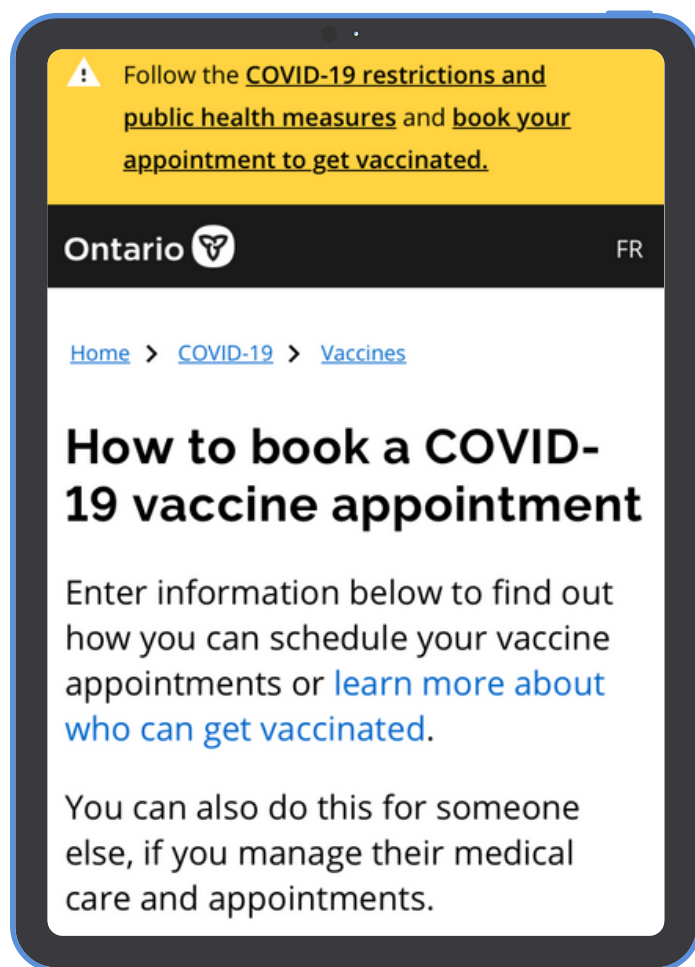 Follow the COVID-19 restrictions and
public health measures and book your
appointment to get vaccinated.
Ontario
FR
Home > COVID-19 > Vaccines
How to book a COVID-
19 vaccine appointment
Enter information below to find out
how you can schedule your vaccine
appointments or learn more about
who can get vaccinated.
You can also do this for someone
else, if you manage their medical
care and appointments.